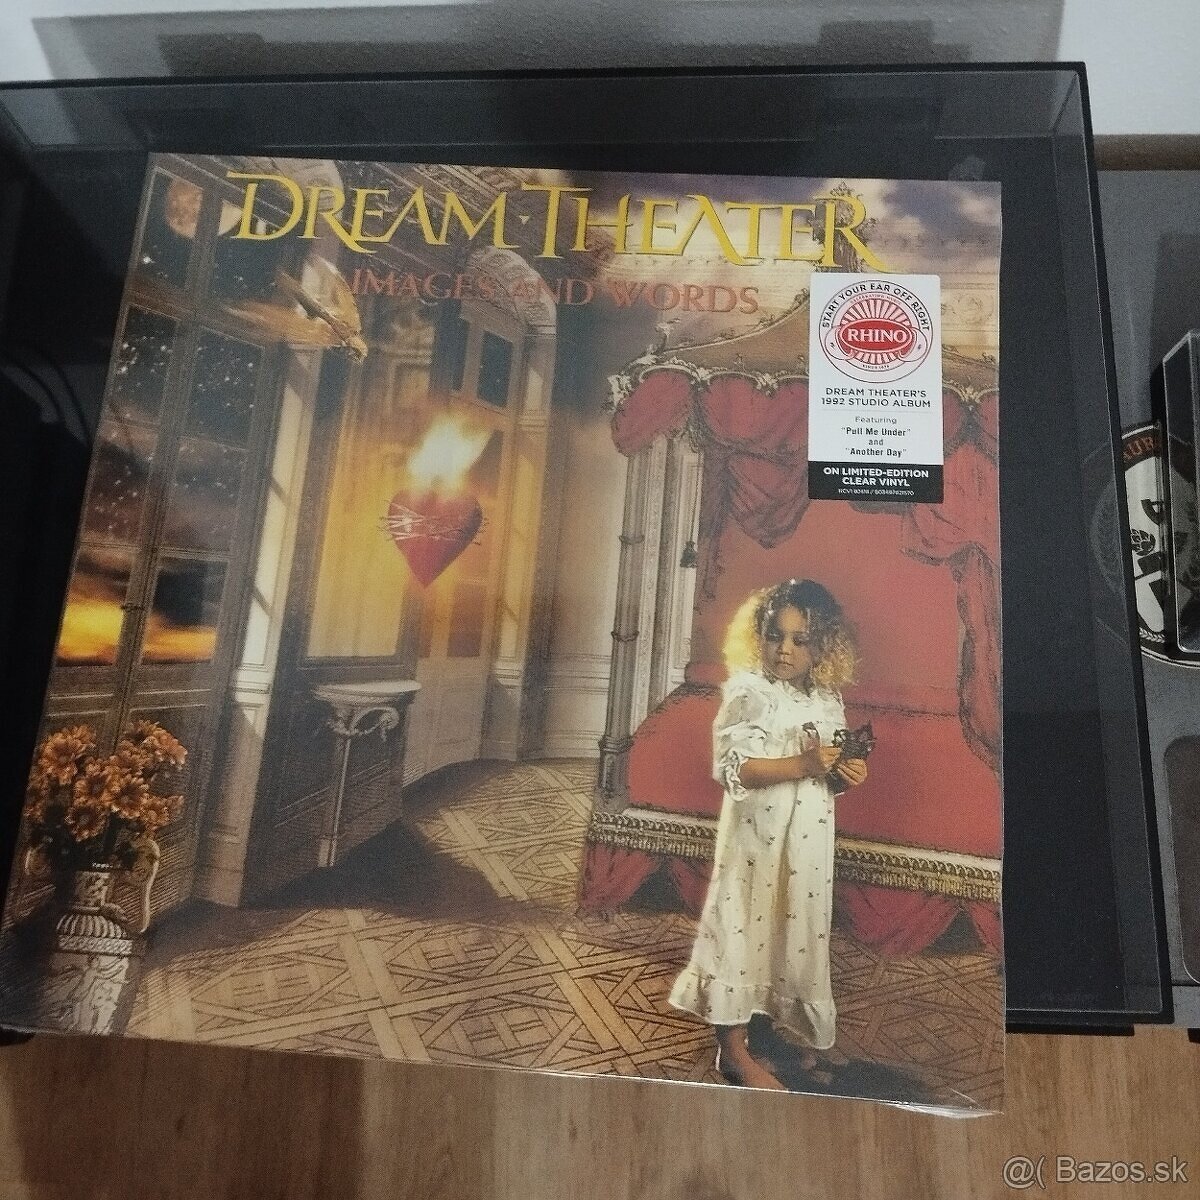 DREAM·THEATER
IMAGES AND WORDS
START YOUR EAR OFF RIGHT
RHINO
DREAM THEATER'S
1992 STUDIO ALBUM
Featuring
"Pull Me Under"
and
"Another Day"
ON LIMITED-EDITION
CLEAR VINYL
@( Bazos.sk